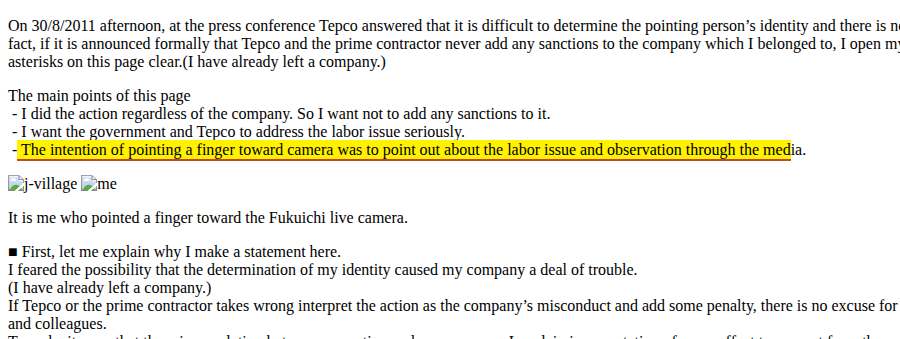 On 30/8/2011 afternoon, at the press conference Tepco answered that it is difficult to determine the pointing person’s identity and there is
fact, if it is announced formally that Tepco and the prime contractor never add any sanctions to the company which I belonged to, I open
asterisks on this page clear.(I have already left a company.)
The main points of this page
- I did the action regardless of the company. So I want not to add any sanctions to it.
- I want the government and Tepco to address the labor issue seriously.
- The intention of pointing a finger toward camera was to point out about the labor issue and observation through the media.
j-village me
It is me who pointed a finger toward the Fukuichi live camera.
■ First, let me explain why I make a statement here.
I feared the possibility that the determination of my identity caused my company a deal of trouble.
(I have already left a company.)
If Tepco or the prime contractor takes wrong interpret the action as the company’s misconduct and add some penalty, there is no excuse for
and colleagues.